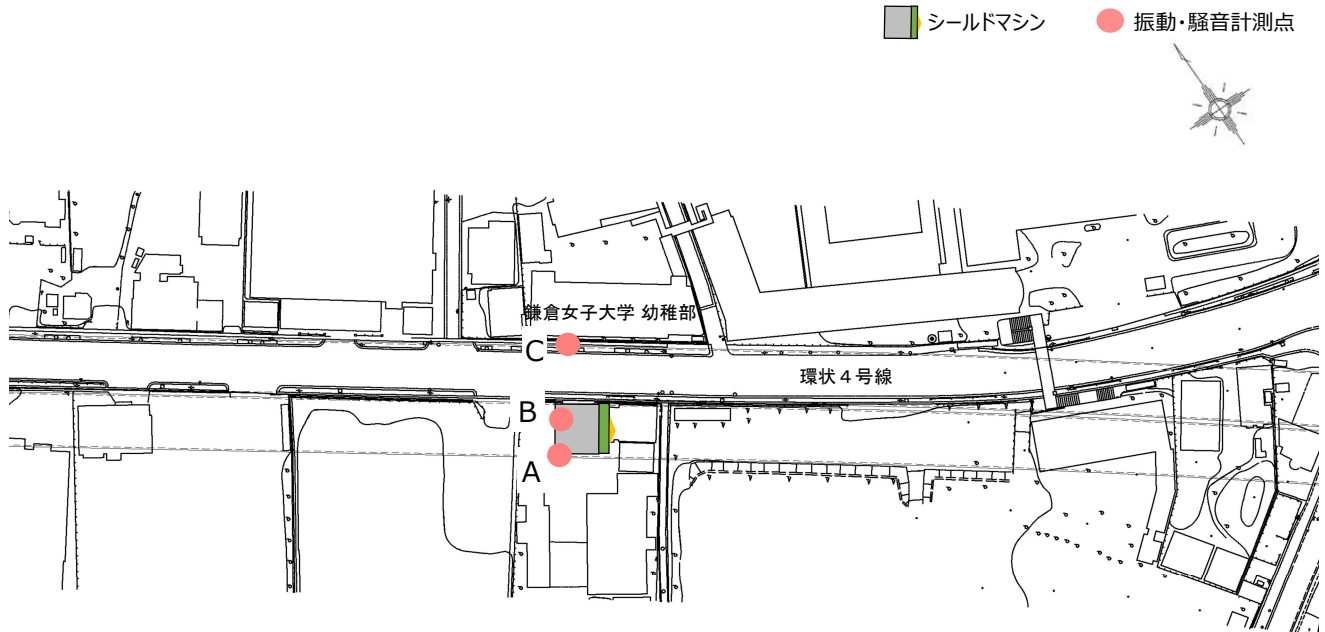 シールドマシン
振動・騒音計測点
鎌倉女子大学 幼稚部
C
環状４号線
B
A